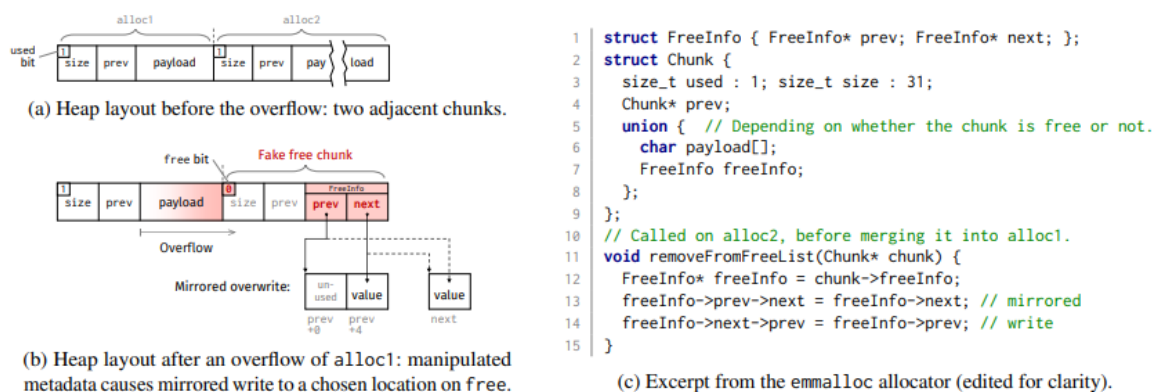 alloc1 alloc2
used bit
1 size prev payload 1 size prev pay load
(a) Heap layout before the overflow: two adjacent chunks.
free bit Fake free chunk
FreeInfo
1 size prev payload 0 size prev prev next
Overflow
Mirrored overwrite: un-used value value
prev +0 prev +4 next
(b) Heap layout after an overflow of alloc1: manipulated
metadata causes mirrored write to a chosen location on free.
1 struct FreeInfo { FreeInfo* prev; FreeInfo* next; };
2 struct Chunk {
3 size_t used : 1; size_t size : 31;
4 Chunk* prev;
5 union { // Depending on whether the chunk is free or not.
6 char payload[];
7 FreeInfo freeInfo;
8 };
9 };
10 // Called on alloc2, before merging it into alloc1.
11 void removeFromFreeList(Chunk* chunk) {
12 FreeInfo* freeInfo = chunk->freeInfo;
13 freeInfo->prev->next = freeInfo->next; // mirrored
14 freeInfo->next->prev = freeInfo->prev; // write
15 }
(c) Excerpt from the emmalloc allocator (edited for clarity).